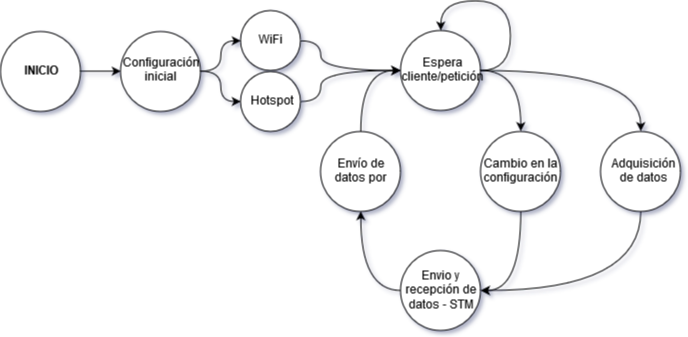 INICIO
Configuración
inicial
WiFi
Hotspot
Espera
cliente/petición
Envío de
datos por
Cambio en la
configuración
Adquisición
de datos
Envio y
recepción de
datos - STM